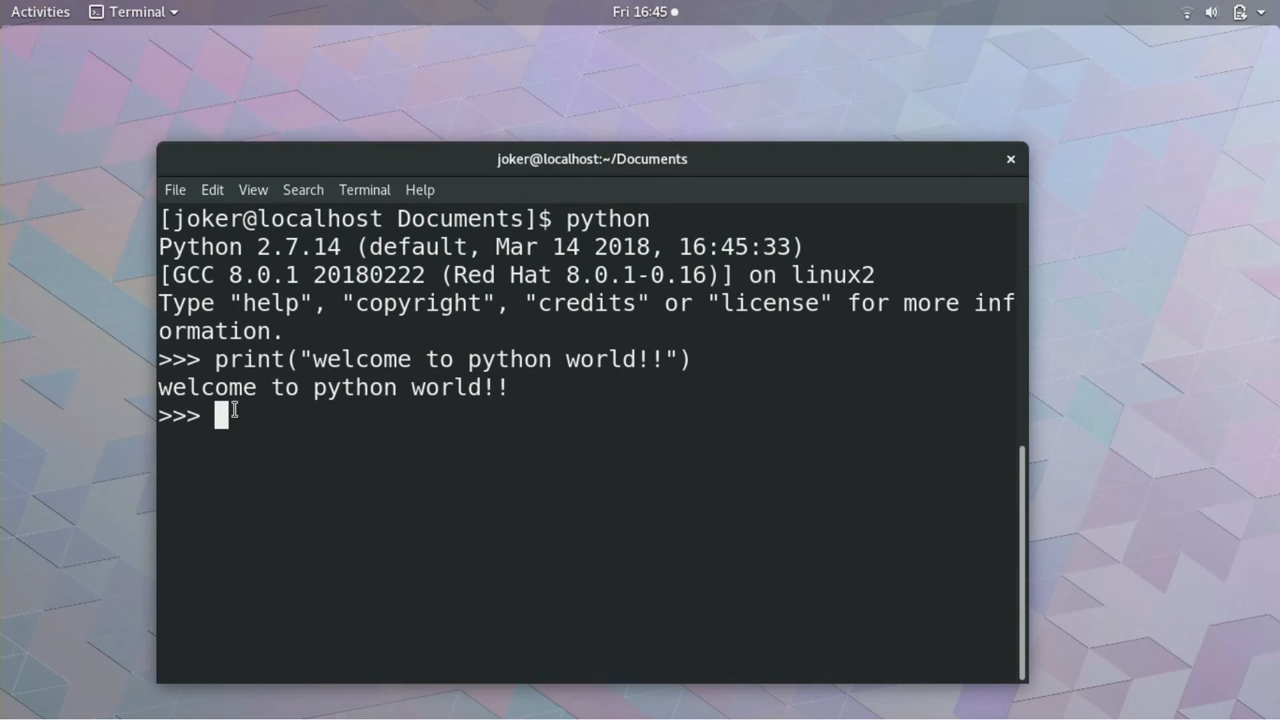 Activities Terminal Fri 16:45
joker@localhost:~/Documents
File Edit View Search Terminal Help
[joker@localhost Documents]$ python
Python 2.7.14 (default, Mar 14 2018, 16:45:33)
[GCC 8.0.1 20180222 (Red Hat 8.0.1-0.16)] on linux2
Type "help", "copyright", "credits" or "license" for more inf
ormation.
>>> print("welcome to python world!!")
welcome to python world!!
>>>